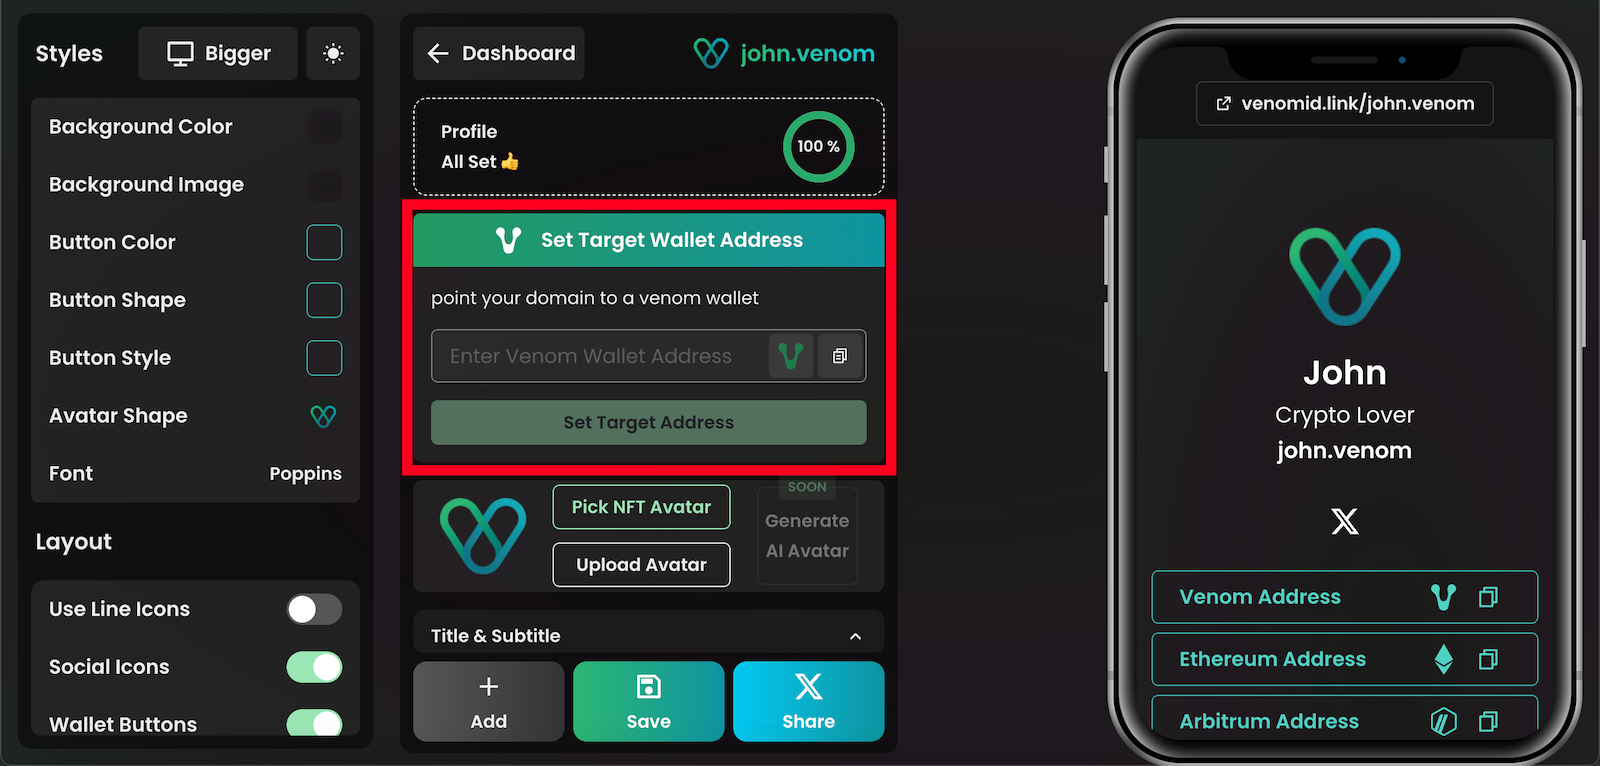 Styles
Bigger
Background Color
Background Image
Button Color
Button Shape
Button Style
Avatar Shape
Font
Poppins
Layout
Use Line Icons
Social Icons
Wallet Buttons
Dashboard
john.venom
Profile
All Set 👍
100 %
Set Target Wallet Address
point your domain to a venom wallet
Enter Venom Wallet Address
Set Target Address
Pick NFT Avatar
Upload Avatar
SOON
Generate
AI Avatar
Title & Subtitle
Add
Save
Share
venomid.link/john.venom
John
Crypto Lover
john.venom
Venom Address
Ethereum Address
Arbitrum Address